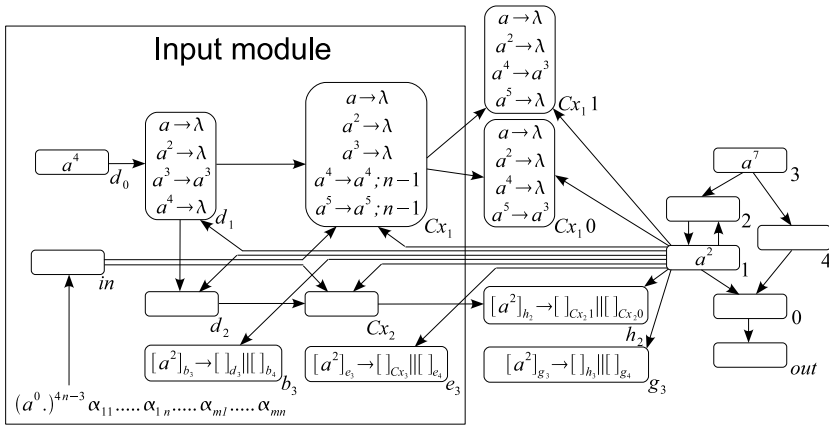 Input module
a → λ
a² → λ
a⁴ → a³
a⁵ → λ
Cx₁1
a⁴
d₀
a → λ
a² → λ
a³ → a³
a⁴ → λ
d₁
a → λ
a² → λ
a³ → λ
a⁴ → a⁴; n−1
a⁵ → a⁵; n−1
Cx₁
a → λ
a² → λ
a⁴ → λ
a⁵ → a³
Cx₁0
a⁷
3
2
4
a²
1
in
d₂
Cx₂
[a²]ₕ₂ → [ ]Cx₂1 || [ ]Cx₂0
h₂
0
out
[a²]b₃ → [ ]d₃ || [ ]b₄
b₃
[a²]e₃ → [ ]Cx₃ || [ ]e₄
e₃
[a²]g₃ → [ ]h₃ || [ ]g₄
g₃
(a⁰.)⁴ⁿ⁻³ α₁₁ ..... α₁ₙ ..... αₘ₁ ..... αₘₙ